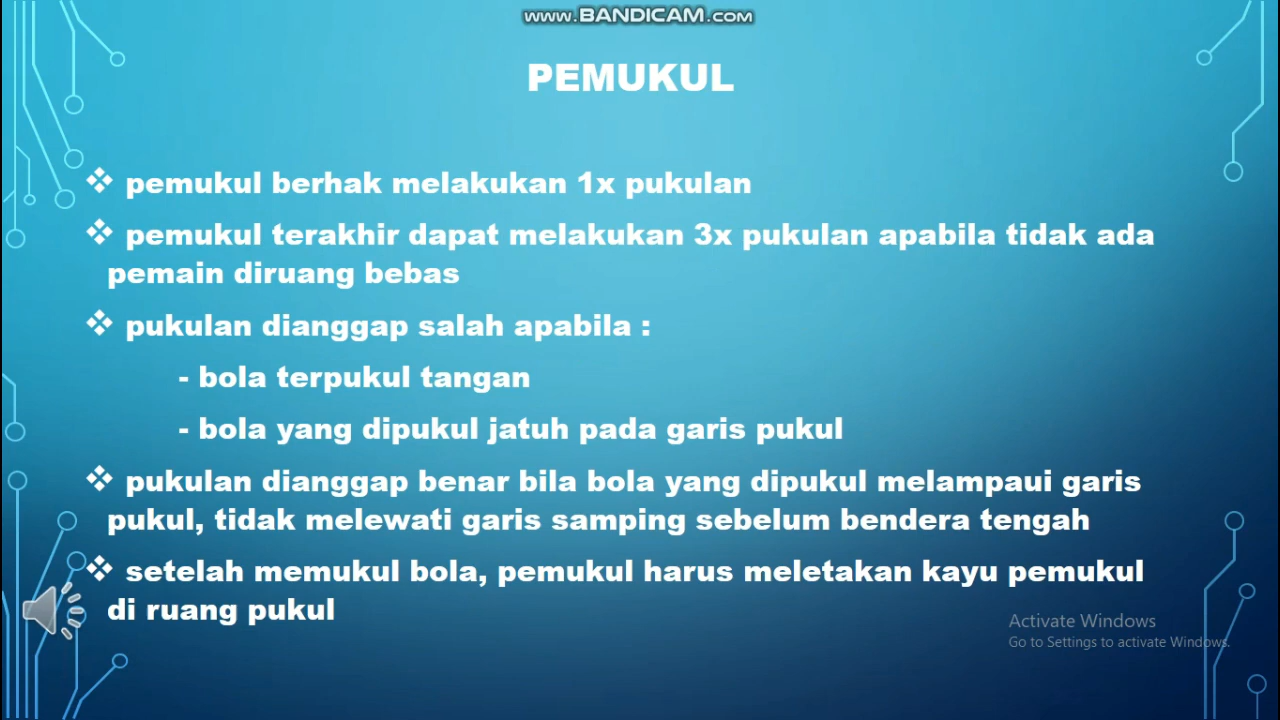 www.BANDICAM.com
PEMUKUL
❖ pemukul berhak melakukan 1x pukulan
❖ pemukul terakhir dapat melakukan 3x pukulan apabila tidak ada
pemain diruang bebas
❖ pukulan dianggap salah apabila :
- bola terpukul tangan
- bola yang dipukul jatuh pada garis pukul
❖ pukulan dianggap benar bila bola yang dipukul melampaui garis
pukul, tidak melewati garis samping sebelum bendera tengah
❖ setelah memukul bola, pemukul harus meletakan kayu pemukul
di ruang pukul
Activate Windows
Go to Settings to activate Windows.